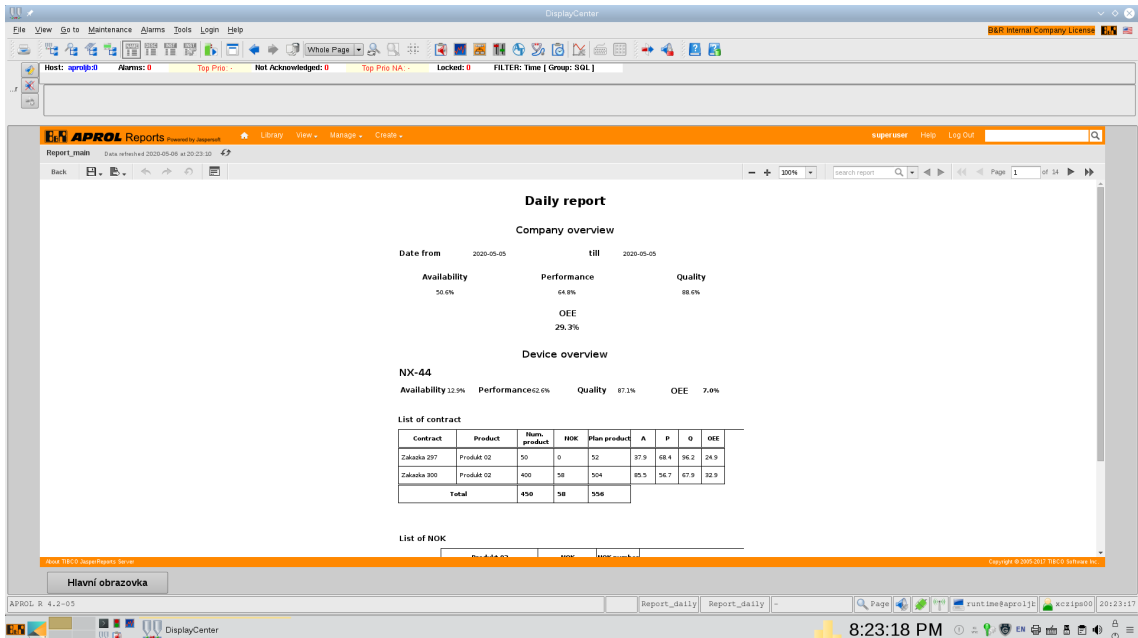 DisplayCenter
File View Go to Maintenance Alarms Tools Login Help
B&R Internal Company License
Whole Page
Host: aproljb:0 Alarms: 0 Top Prio: - Not Acknowledged: 0 Top Prio NA: - Locked: 0 FILTER: Time [ Group: SQL ]
APROL Reports Powered by Jaspersoft Library View Manage Create superuser Help Log Out
Report_main Data refreshed 2020-05-06 at 20:23:10
Back 100% search report Page 1 of 14
Daily report
Company overview
Date from 2020-05-05 till 2020-05-05
Availability Performance Quality
50.6% 64.8% 88.6%
OEE
29.3%
Device overview
NX-44
Availability 12.9% Performance 62.6% Quality 87.1% OEE 7.0%
List of contract
Contract Product Num. product NOK Plan product A P Q OEE
Zakazka 297 Produkt 02 50 0 52 37.9 68.4 96.2 24.9
Zakazka 300 Produkt 02 400 58 504 85.5 56.7 67.9 32.9
Total 450 58 556
List of NOK
Produkt 02 NOK NOK number
About TIBCO JasperReports Server Copyright © 2005-2017 TIBCO Software Inc.
Hlavní obrazovka
APROL R 4.2-05 Report_daily Report_daily - Page runtime@aproljb xczips00 20:23:17
DisplayCenter 8:23:18 PM EN